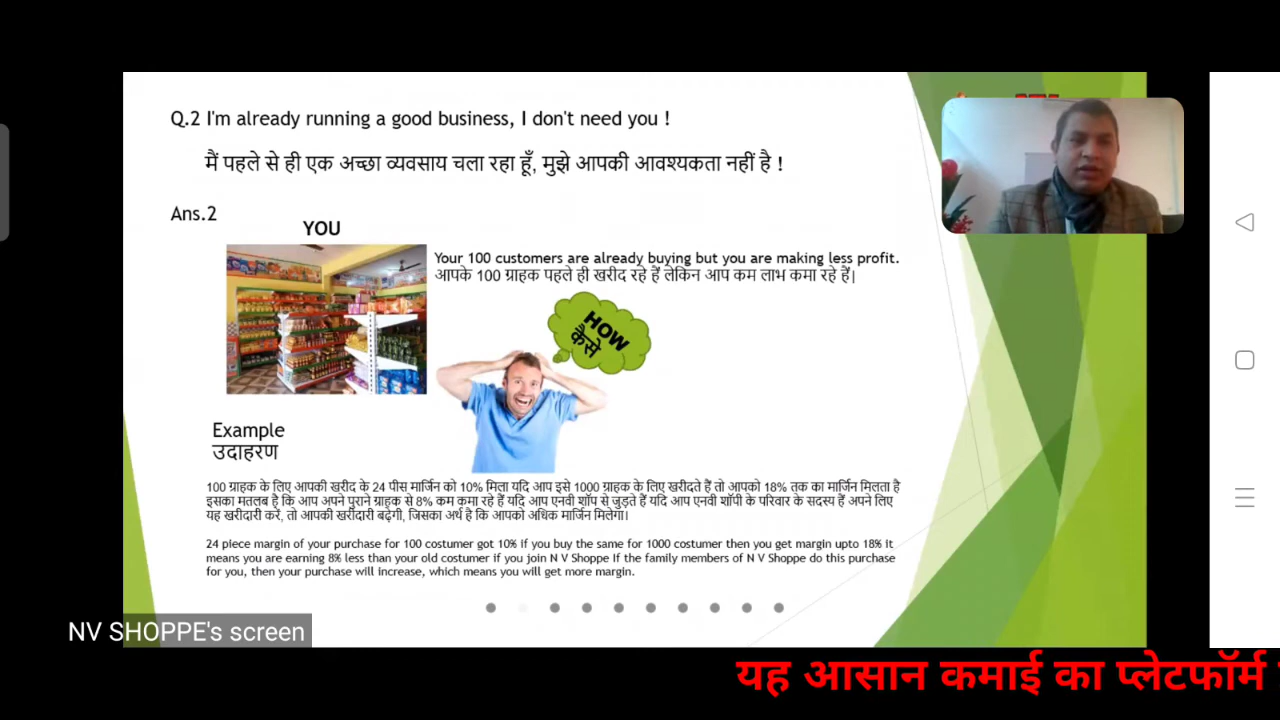 Q.2 I'm already running a good business, I don't need you !
मैं पहले से ही एक अच्छा व्यवसाय चला रहा हूँ, मुझे आपकी आवश्यकता नहीं है !
Ans.2
YOU
Your 100 customers are already buying but you are making less profit.
आपके 100 ग्राहक पहले ही खरीद रहे हैं लेकिन आप कम लाभ कमा रहे हैं|
HOW
कैसे
Example
उदाहरण
100 ग्राहक के लिए आपकी खरीद के 24 पीस मार्जिन को 10% मिला यदि आप इसे 1000 ग्राहक के लिए खरीदते हैं तो आपको 18% तक का मार्जिन मिलता है
इसका मतलब है कि आप अपने पुराने ग्राहक से 8% कम कमा रहे हैं यदि आप एनवी शॉप से जुड़ते हैं यदि आप एनवी शॉपी के परिवार के सदस्य हैं अपने लिए
यह खरीदारी करें, तो आपकी खरीदारी बढ़ेगी, जिसका अर्थ है कि आपको अधिक मार्जिन मिलेगा।
24 piece margin of your purchase for 100 costumer got 10% if you buy the same for 1000 costumer then you get margin upto 18% it
means you are earning 8% less than your old costumer if you join N V Shoppe If the family members of N V Shoppe do this purchase
for you, then your purchase will increase, which means you will get more margin.
NV SHOPPE's screen
यह आसान कमाई का प्लेटफॉर्म